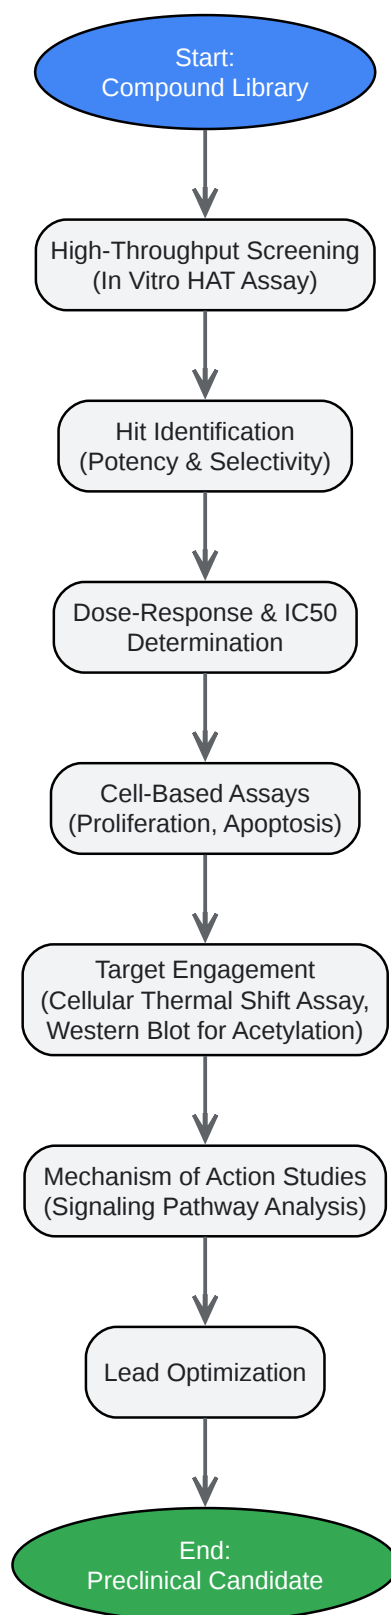 Start:
Compound Library
High-Throughput Screening
(In Vitro HAT Assay)
Hit Identification
(Potency & Selectivity)
Dose-Response & IC50
Determination
Cell-Based Assays
(Proliferation, Apoptosis)
Target Engagement
(Cellular Thermal Shift Assay,
Western Blot for Acetylation)
Mechanism of Action Studies
(Signaling Pathway Analysis)
Lead Optimization
End:
Preclinical Candidate